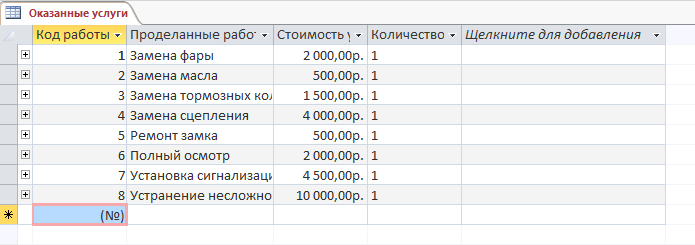 Оказанные услуги
Код работы Проделанные работ Стоимость у Количество Щелкните для добавления
1 Замена фары 2 000,00р. 1
2 Замена масла 500,00р. 1
3 Замена тормозных кол 1 500,00р. 1
4 Замена сцепления 4 000,00р. 1
5 Ремонт замка 500,00р. 1
6 Полный осмотр 2 000,00р. 1
7 Установка сигнализаци 4 500,00р. 1
8 Устранение несложно 10 000,00р. 1
(№)